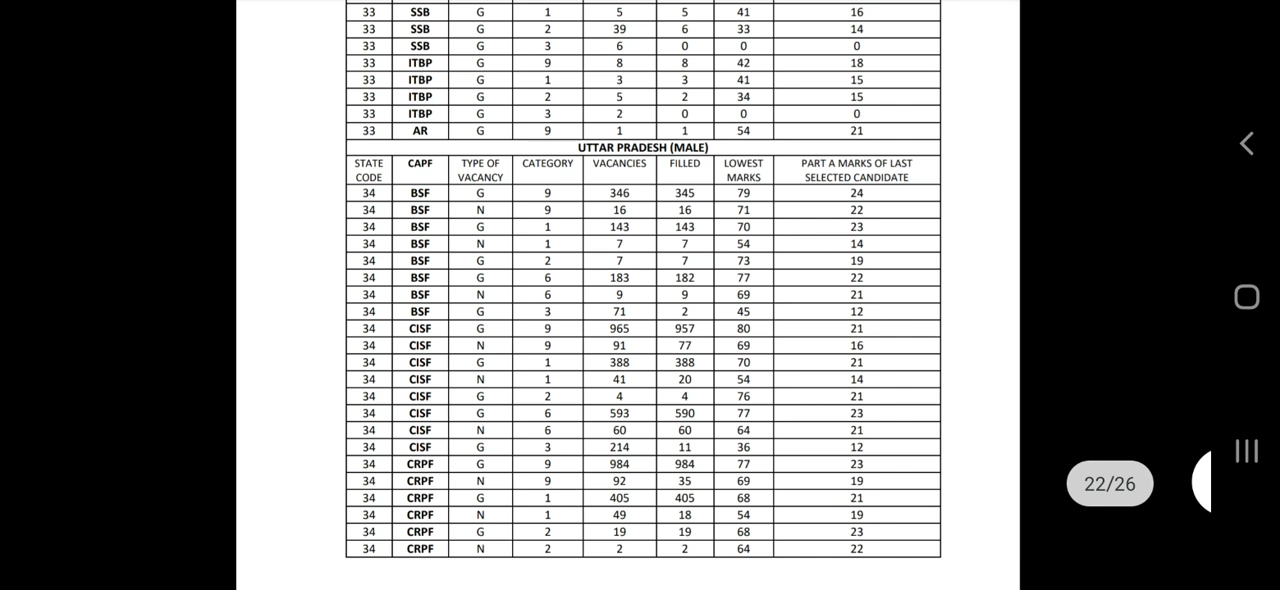 33 SSB G 1 5 5 41 16
33 SSB G 2 39 6 33 14
33 SSB G 3 6 0 0 0
33 ITBP G 9 8 8 42 18
33 ITBP G 1 3 3 41 15
33 ITBP G 2 5 2 34 15
33 ITBP G 3 2 0 0 0
33 AR G 9 1 1 54 21
UTTAR PRADESH (MALE)
STATE CODE CAPF TYPE OF VACANCY CATEGORY VACANCIES FILLED LOWEST MARKS PART A MARKS OF LAST SELECTED CANDIDATE
34 BSF G 9 346 345 79 24
34 BSF N 9 16 16 71 22
34 BSF G 1 143 143 70 23
34 BSF N 1 7 7 54 14
34 BSF G 2 7 7 73 19
34 BSF G 6 183 182 77 22
34 BSF N 6 9 9 69 21
34 BSF G 3 71 2 45 12
34 CISF G 9 965 957 80 21
34 CISF N 9 91 77 69 16
34 CISF G 1 388 388 70 21
34 CISF N 1 41 20 54 14
34 CISF G 2 4 4 76 21
34 CISF G 6 593 590 77 23
34 CISF N 6 60 60 64 21
34 CISF G 3 214 11 36 12
34 CRPF G 9 984 984 77 23
34 CRPF N 9 92 35 69 19
34 CRPF G 1 405 405 68 21
34 CRPF N 1 49 18 54 19
34 CRPF G 2 19 19 68 23
34 CRPF N 2 2 2 64 22
22/26